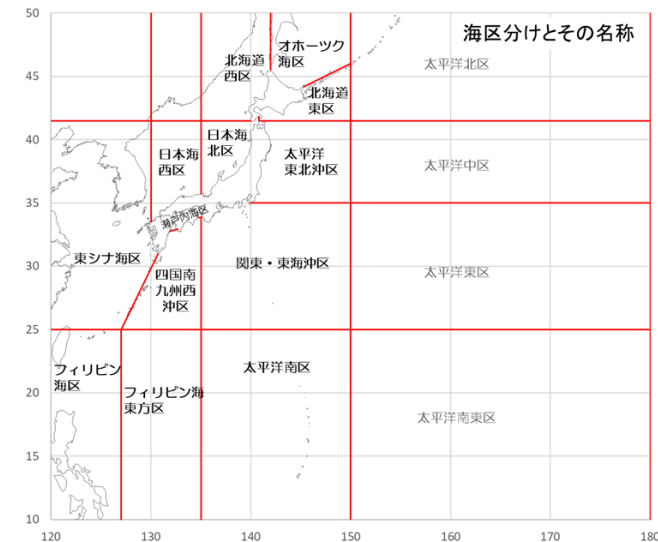 50
海区分けとその名称
オホーツク
海区
北海道
西区
太平洋北区
45
北海道
東区
40
日本海
北区
日本海
西区
太平洋
東北沖区
太平洋中区
35
瀬戸内海区
東シナ海区
関東・東海沖区
四国南
九州西
沖区
太平洋東区
30
25
フィリピン
海区
太平洋南区
フィリピン海
東方区
20
太平洋南東区
15
10
120 130 140 150 160 170 180